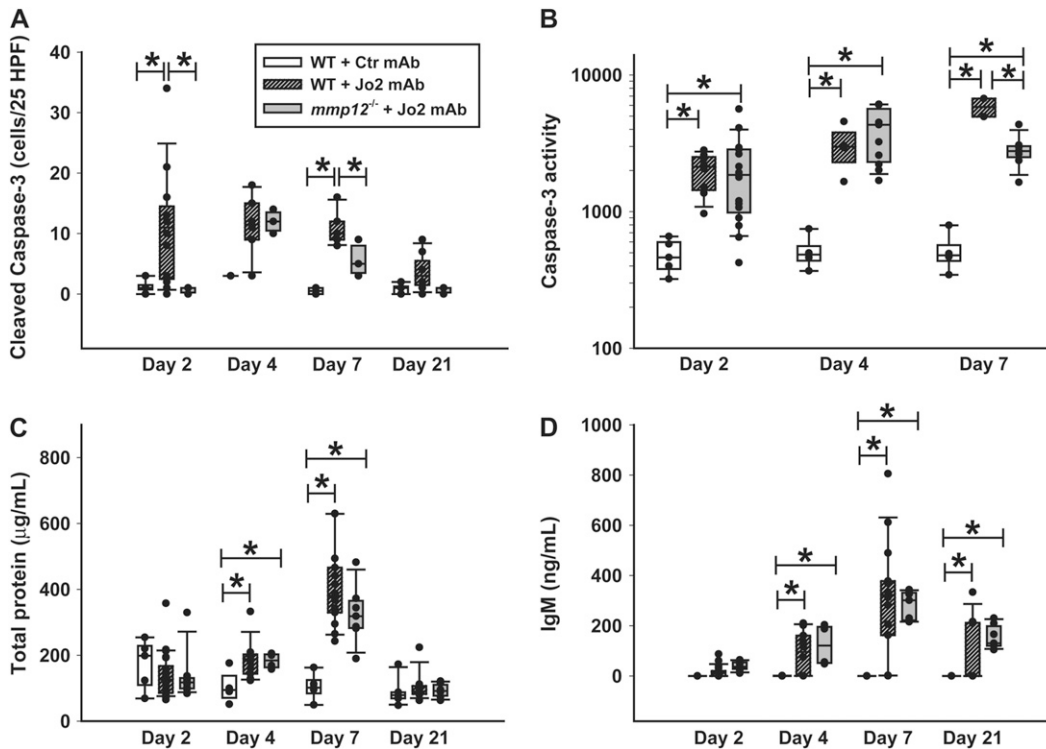 A
Cleaved Caspase-3 (cells/25 HPF)
40
30
20
10
0
* *
* *
WT + Ctr mAb
WT + Jo2 mAb
mmp12-/- + Jo2 mAb
Day 2 Day 4 Day 7 Day 21
B
Caspase-3 activity
10000
1000
100
*
*
*
*
*
* *
Day 2 Day 4 Day 7
C
Total protein (µg/mL)
800
600
400
200
0
*
*
*
*
Day 2 Day 4 Day 7 Day 21
D
IgM (ng/mL)
1000
800
600
400
200
0
*
*
*
*
*
*
Day 2 Day 4 Day 7 Day 21